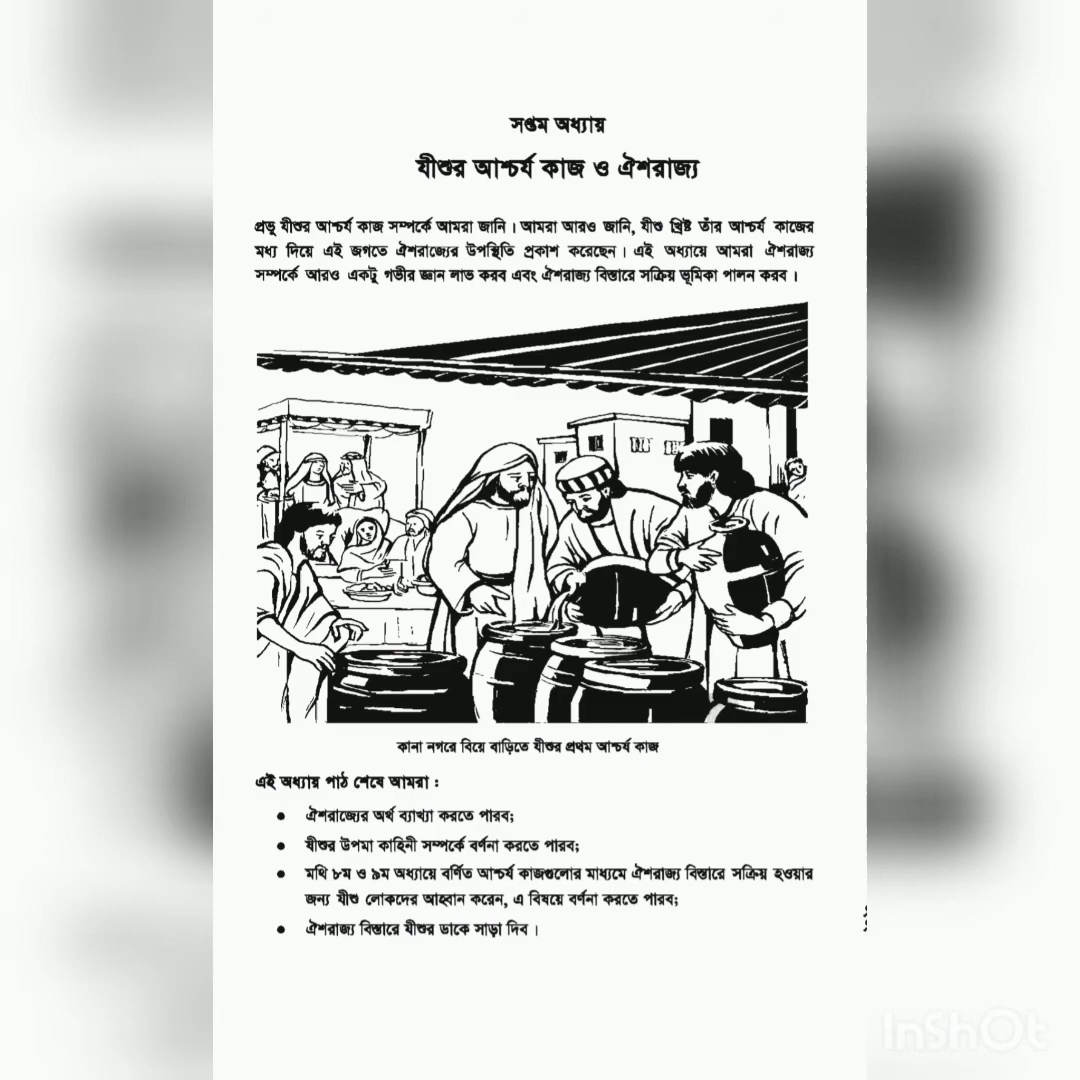 সপ্তম অধ্যায়
যীশুর আশ্চর্য কাজ ও ঐশরাজ্য
প্রভু যীশুর আশ্চর্য কাজ সম্পর্কে আমরা জানি। আমরা আরও জানি, যীশু খ্রিষ্ট তাঁর আশ্চর্য কাজের
মধ্য দিয়ে এই জগতে ঐশরাজ্যের উপস্থিতি প্রকাশ করেছেন। এই অধ্যায়ে আমরা ঐশরাজ্য
সম্পর্কে আরও একটু গভীর জ্ঞান লাভ করব এবং ঐশরাজ্য বিস্তারে সক্রিয় ভূমিকা পালন করব।
কানা নগরে বিয়ে বাড়িতে যীশুর প্রথম আশ্চর্য কাজ
এই অধ্যায় পাঠ শেষে আমরা :
• ঐশরাজ্যের অর্থ ব্যাখ্যা করতে পারব;
• যীশুর উপমা কাহিনী সম্পর্কে বর্ণনা করতে পারব;
• মথি ৮ম ও ৯ম অধ্যায়ে বর্ণিত আশ্চর্য কাজগুলোর মাধ্যমে ঐশরাজ্য বিস্তারে সক্রিয় হওয়ার
জন্য যীশু লোকদের আহ্বান করেন, এ বিষয়ে বর্ণনা করতে পারব;
• ঐশরাজ্য বিস্তারে যীশুর ডাকে সাড়া দিব।
InShOt